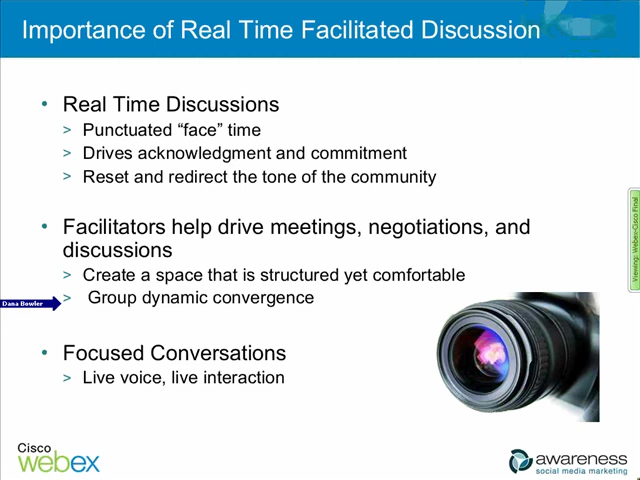 Importance of Real Time Facilitated Discussion
• Real Time Discussions
> Punctuated “face” time
> Drives acknowledgment and commitment
> Reset and redirect the tone of the community
• Facilitators help drive meetings, negotiations, and
discussions
> Create a space that is structured yet comfortable
> Group dynamic convergence
Dana Bowler
• Focused Conversations
> Live voice, live interaction
Viewing: Webex-Cisco Final
Cisco
webex
awareness
social media marketing